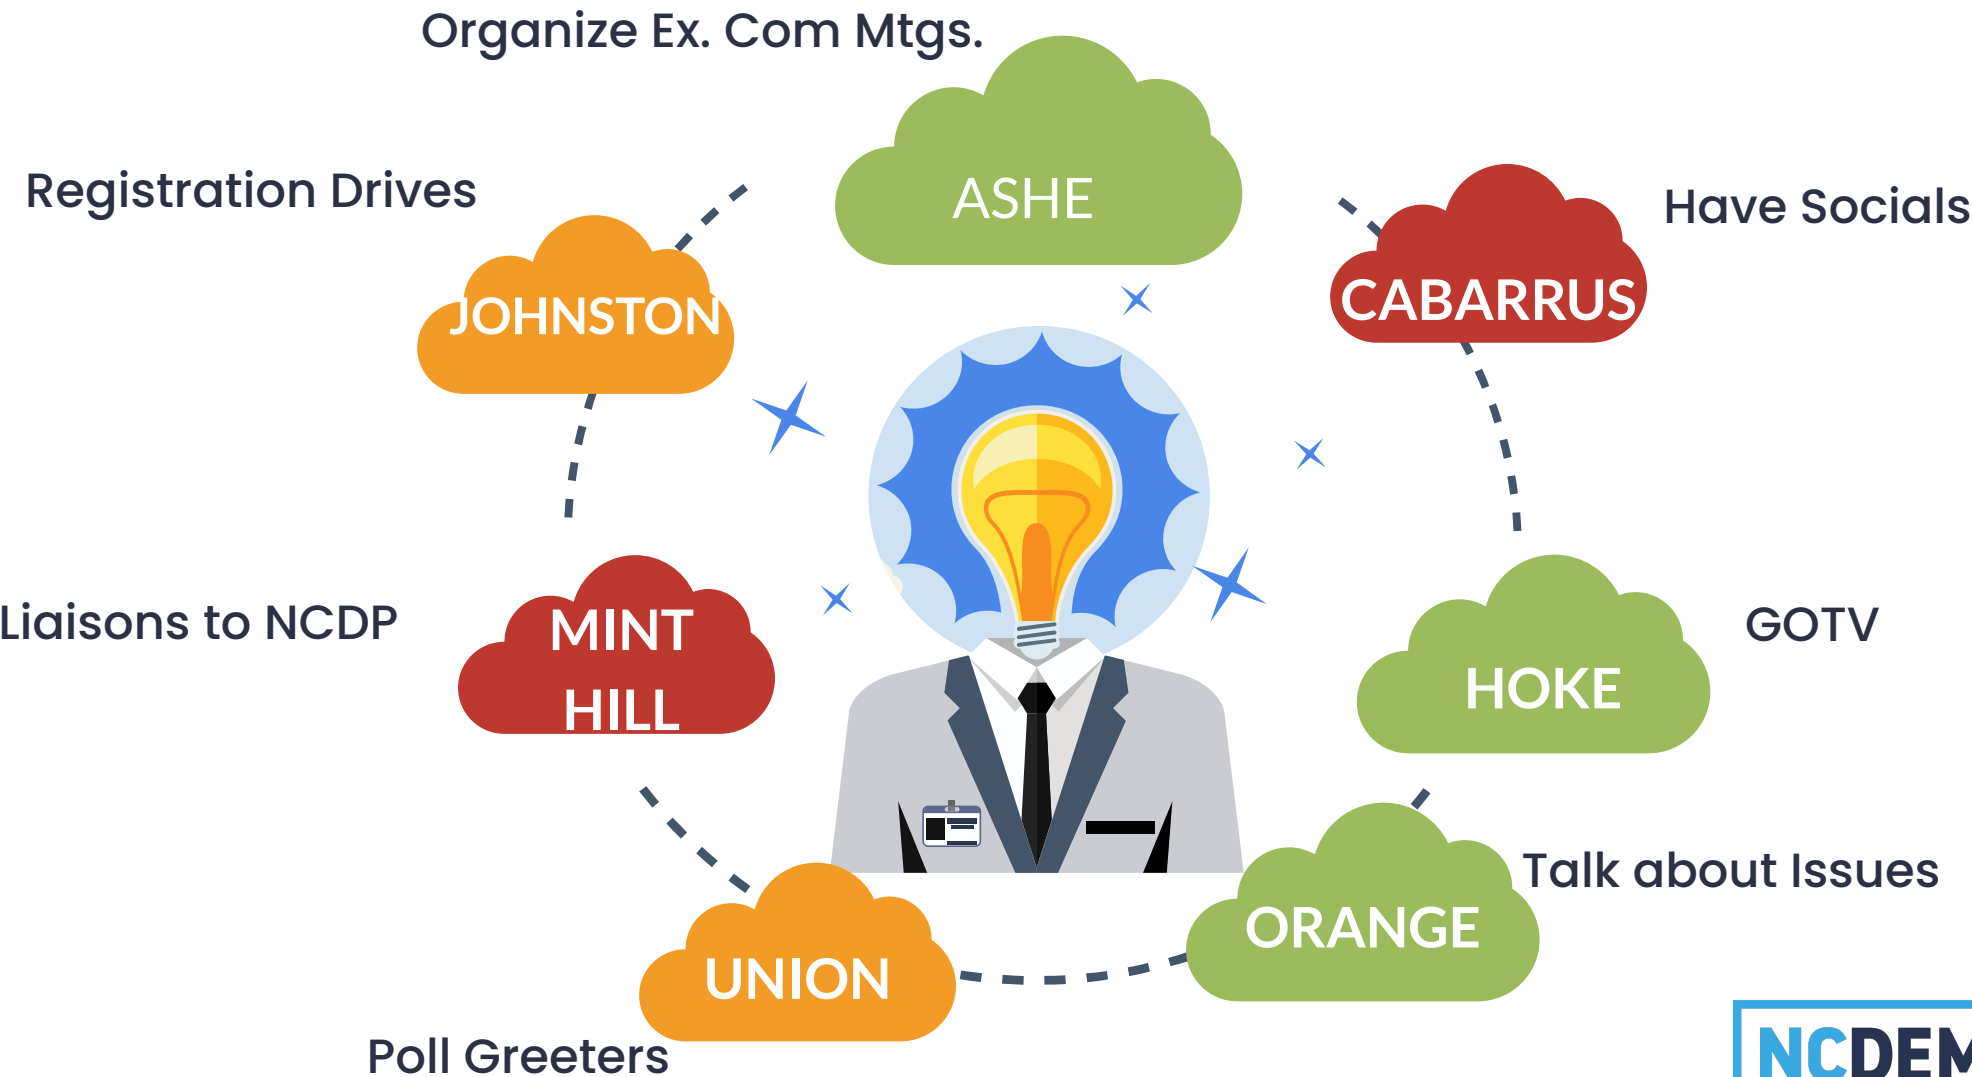 Organize Ex. Com Mtgs.
ASHE
Registration Drives
JOHNSTON
CABARRUS
Have Socials
Liaisons to NCDP
MINT
HILL
HOKE
GOTV
Talk about Issues
ORANGE
UNION
Poll Greeters
NCDEM